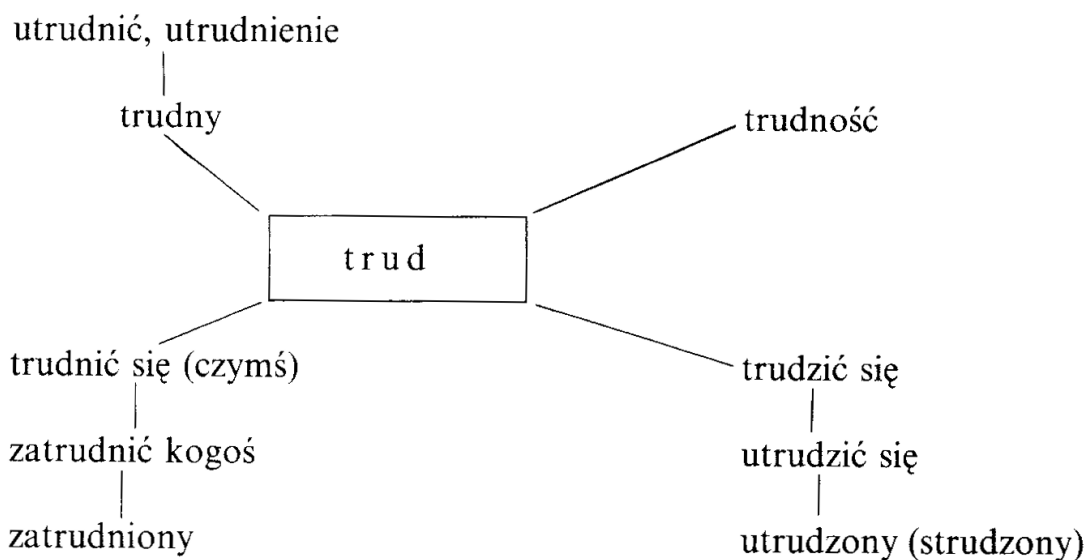 utrudnić, utrudnienie
trudny
trudność
trud
trudnić się (czymś)
trudzić się
zatrudnić kogoś
utrudzić się
zatrudniony
utrudzony (strudzony)